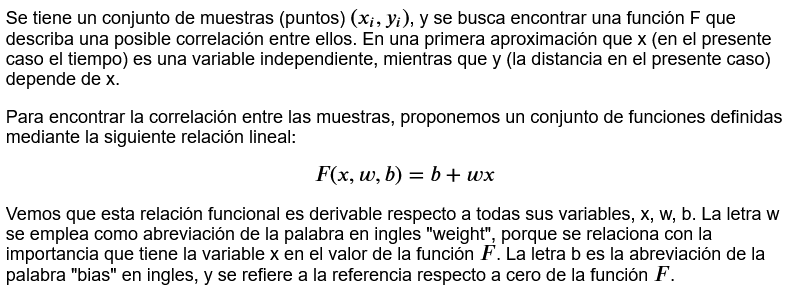 Se tiene un conjunto de muestras (puntos) (xᵢ, yᵢ), y se busca encontrar una función F que
describa una posible correlación entre ellos. En una primera aproximación que x (en el presente
caso el tiempo) es una variable independiente, mientras que y (la distancia en el presente caso)
depende de x.
Para encontrar la correlación entre las muestras, proponemos un conjunto de funciones definidas
mediante la siguiente relación lineal:
F(x, w, b) = b + wx
Vemos que esta relación funcional es derivable respecto a todas sus variables, x, w, b. La letra w
se emplea como abreviación de la palabra en ingles "weight", porque se relaciona con la
importancia que tiene la variable x en el valor de la función F. La letra b es la abreviación de la
palabra "bias" en ingles, y se refiere a la referencia respecto a cero de la función F.